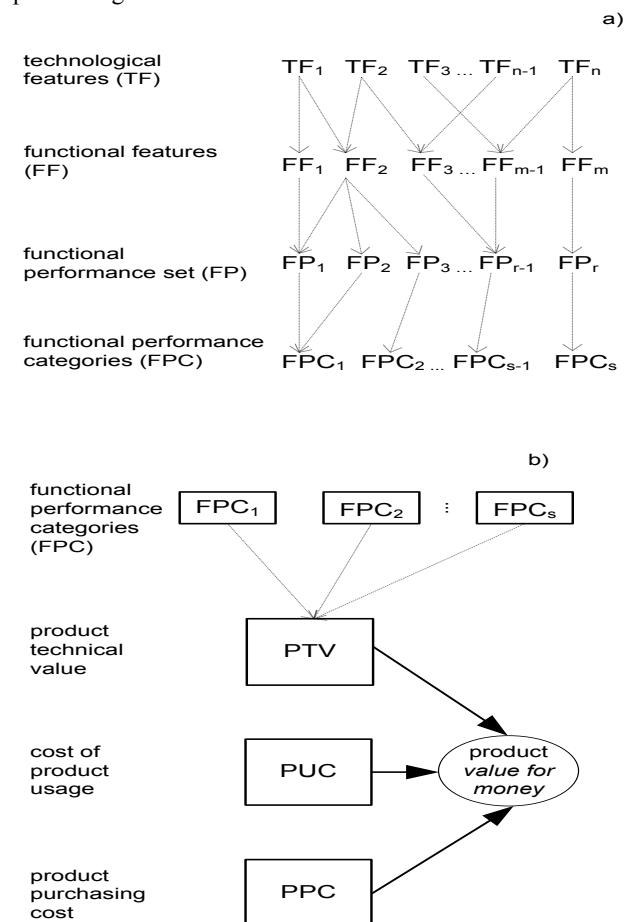 a)
technological features (TF)
TF1 TF2 TF3 ... TFn-1 TFn
functional features (FF)
FF1 FF2 FF3 ... FFm-1 FFm
functional performance set (FP)
FP1 FP2 FP3 ... FPr-1 FPr
functional performance categories (FPC)
FPC1 FPC2 ... FPCs-1 FPCs
b)
functional
performance
categories
(FPC)
FPC1 FPC2 ... FPCs
product
technical
value
PTV
cost of
product
usage
PUC
product
value for
money
product
purchasing
cost
PPC